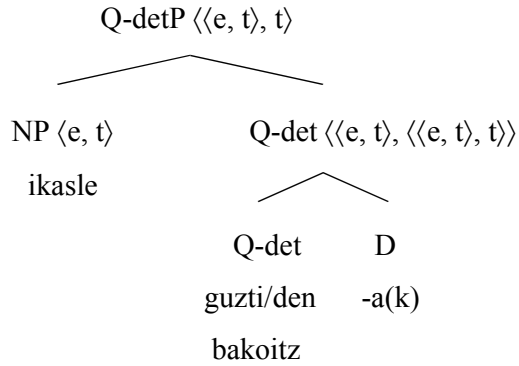 Q-detP ⟨⟨e, t⟩, t⟩
NP ⟨e, t⟩ Q-det ⟨⟨e, t⟩, ⟨⟨e, t⟩, t⟩⟩
ikasle
Q-det D
guzti/den -a(k)
bakoitz